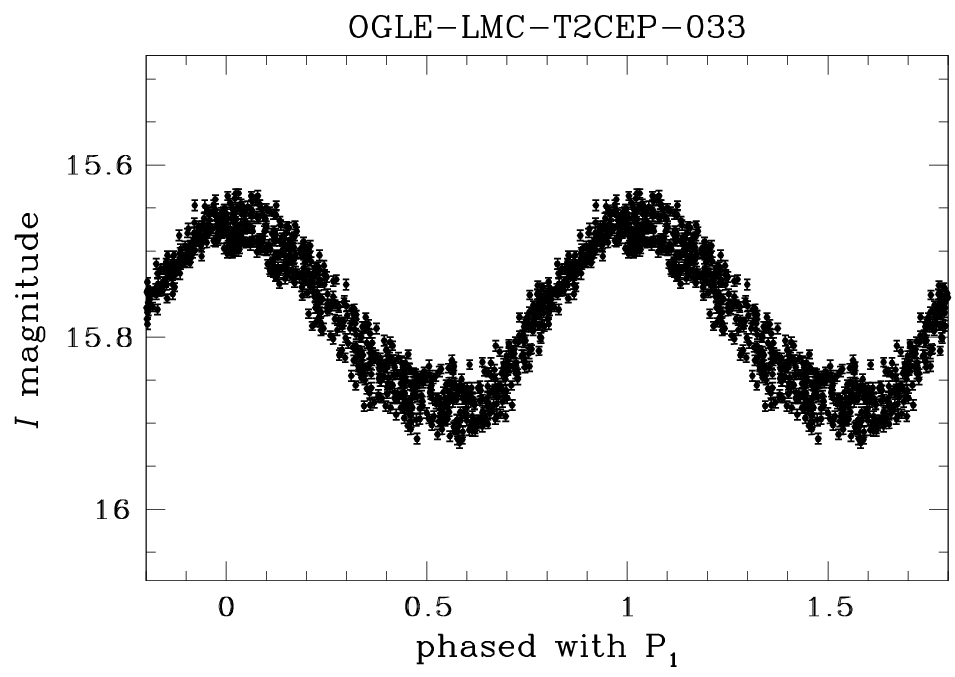 OGLE-LMC-T2CEP-033
I magnitude
15.6
15.8
16
0 0.5 1 1.5
phased with P₁